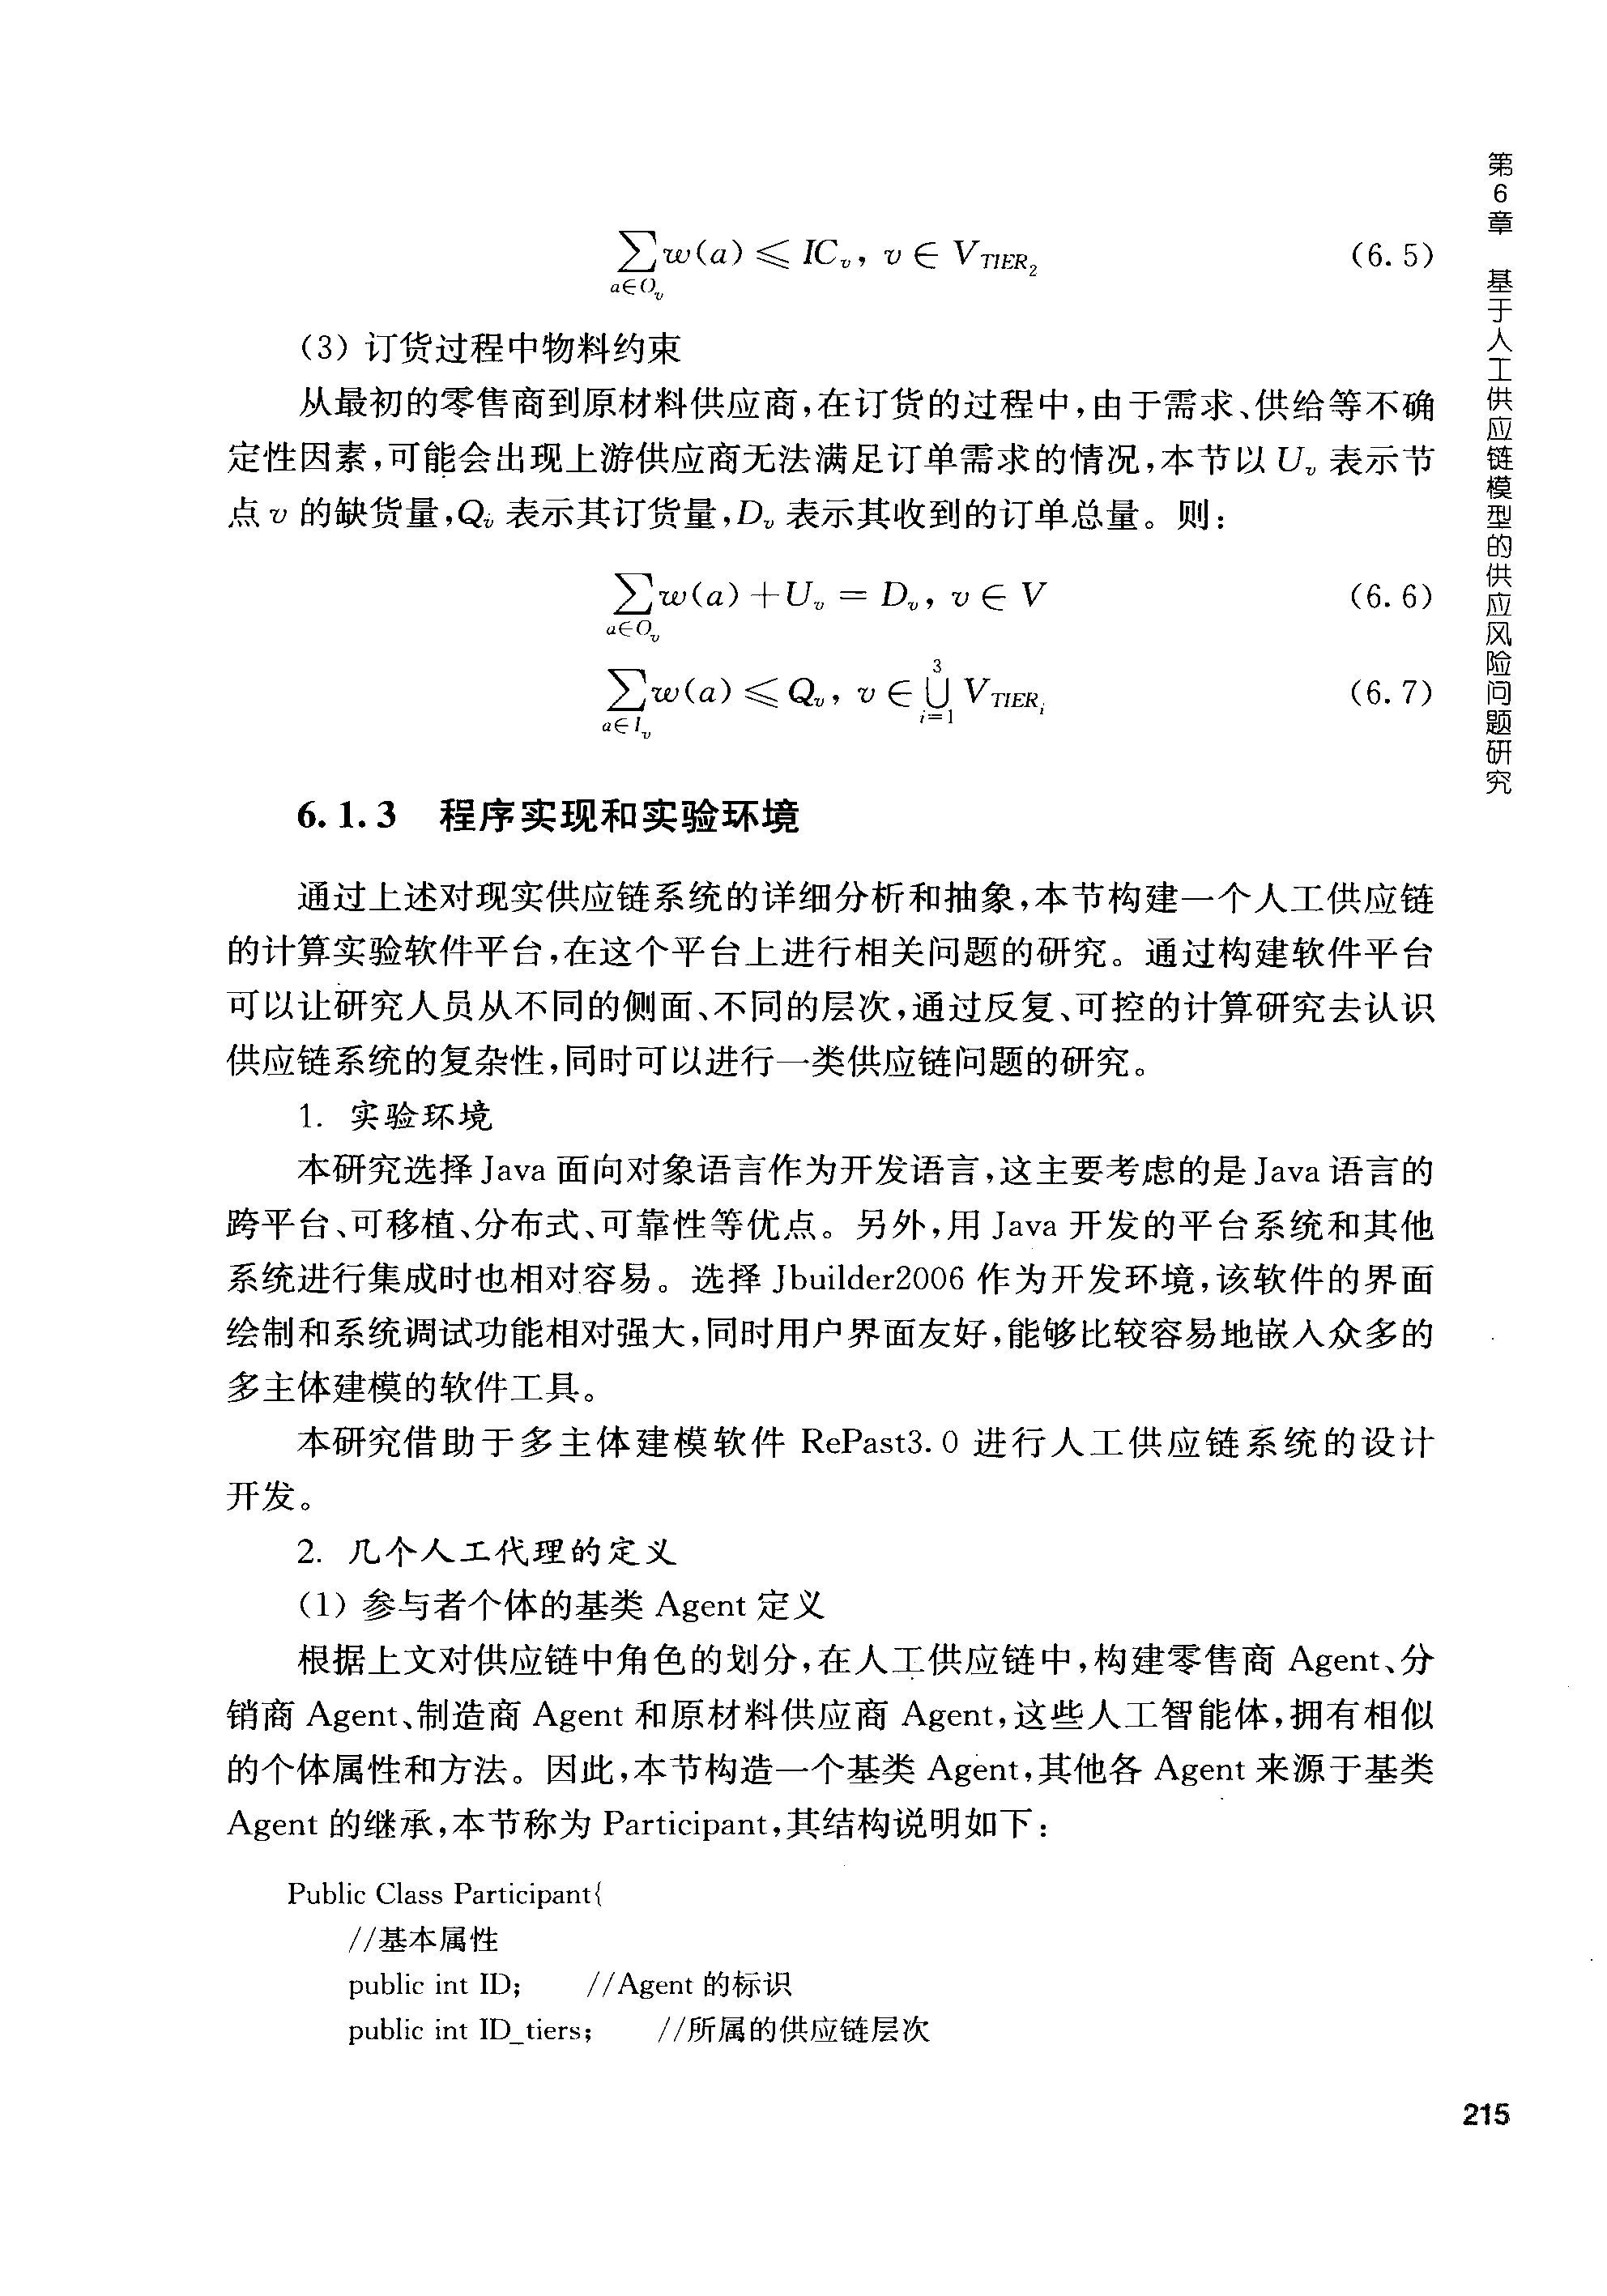 ∑w(a) ⩽ IC_v, v ∈ V_TIER₂ (6.5)
a∈O_v
(3) 订货过程中物料约束
从最初的零售商到原材料供应商,在订货的过程中,由于需求、供给等不确
定性因素,可能会出现上游供应商无法满足订单需求的情况,本节以 U_v 表示节
点 v 的缺货量,Q_v 表示其订货量,D_v 表示其收到的订单总量。则:
∑w(a)+U_v = D_v, v ∈ V (6.6)
a∈O_v
3
∑w(a) ⩽ Q_v, v ∈ ∪ V_TIER_i (6.7)
a∈I_v i=1
6.1.3 程序实现和实验环境
通过上述对现实供应链系统的详细分析和抽象,本节构建一个人工供应链
的计算实验软件平台,在这个平台上进行相关问题的研究。通过构建软件平台
可以让研究人员从不同的侧面、不同的层次,通过反复、可控的计算研究去认识
供应链系统的复杂性,同时可以进行一类供应链问题的研究。
1. 实验环境
本研究选择 Java 面向对象语言作为开发语言,这主要考虑的是 Java 语言的
跨平台、可移植、分布式、可靠性等优点。另外,用 Java 开发的平台系统和其他
系统进行集成时也相对容易。选择 Jbuilder2006 作为开发环境,该软件的界面
绘制和系统调试功能相对强大,同时用户界面友好,能够比较容易地嵌入众多的
多主体建模的软件工具。
本研究借助于多主体建模软件 RePast3.0 进行人工供应链系统的设计
开发。
2. 几个人工代理的定义
(1) 参与者个体的基类 Agent 定义
根据上文对供应链中角色的划分,在人工供应链中,构建零售商 Agent、分
销商 Agent、制造商 Agent 和原材料供应商 Agent,这些人工智能体,拥有相似
的个体属性和方法。因此,本节构造一个基类 Agent,其他各 Agent 来源于基类
Agent 的继承,本节称为 Participant,其结构说明如下:
Public Class Participant{
//基本属性
public int ID; //Agent 的标识
public int ID_tiers; //所属的供应链层次
第6章 基于人工供应链模型的供应风险问题研究
215